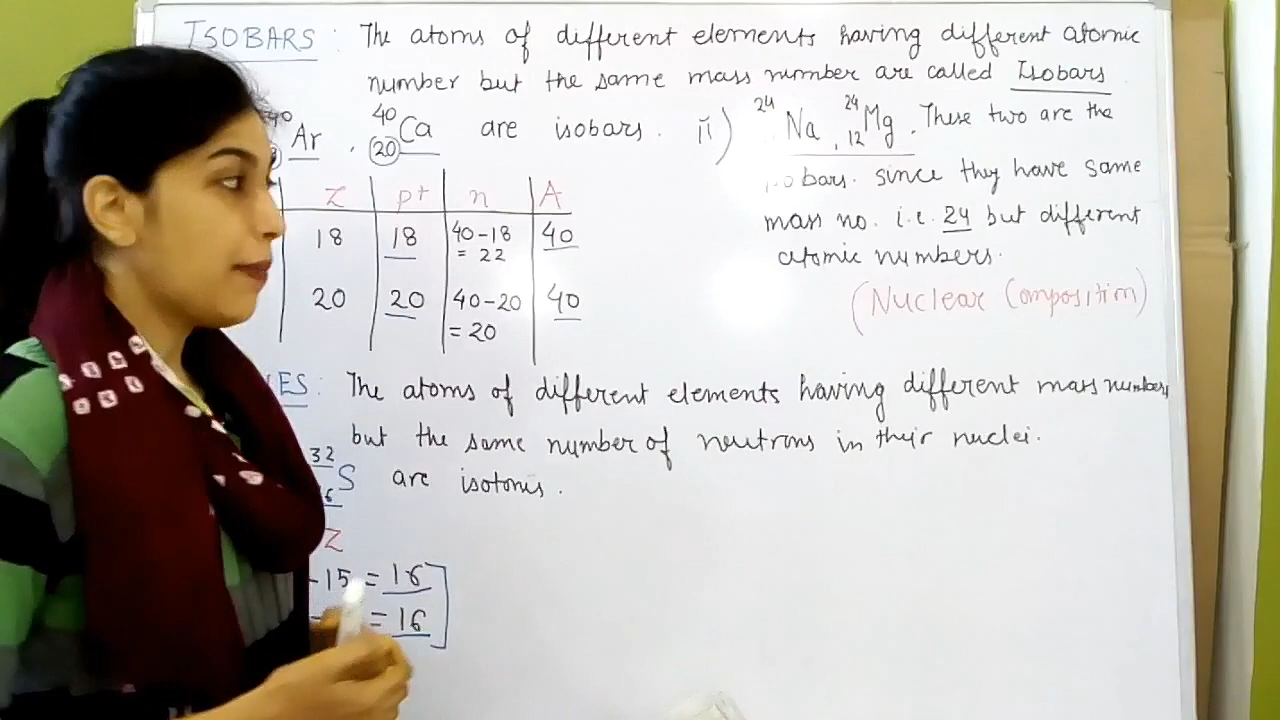 ISOBARS : The atoms of different elements having different atomic
number but the same mass number are called Isobars
40 Ar , 40 20 Ca are isobars. ii) 24 Na , 24 12 Mg . These two are the
obars. since they have same
mass no. i.e. 24 but different
atomic numbers.
(Nuclear Composition)
Z p+ n A
18 18 40-18 = 22 40
20 20 40-20 = 20 40
ES : The atoms of different elements having different mass numbers
but the same number of neutrons in their nuclei.
32 6 S are isotones .
Z
-15 = 16
= 16